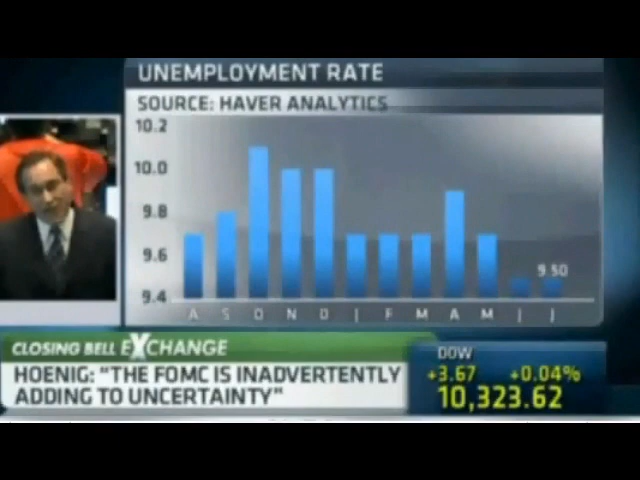 UNEMPLOYMENT RATE
SOURCE: HAVER ANALYTICS
10.2
10.0
9.8
9.6
9.4
9.50
A S O N D J F M A M J J
CLOSING BELL EXCHANGE
HOENIG: "THE FOMC IS INADVERTENTLY
ADDING TO UNCERTAINTY"
DOW
+3.67 +0.04%
10,323.62